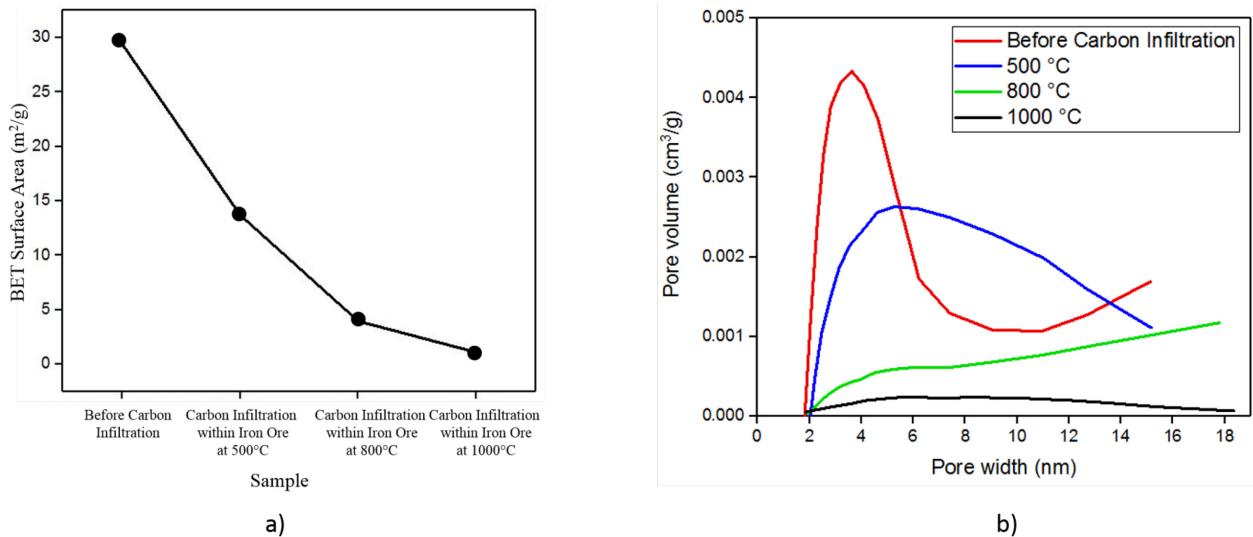 30
25
20
15
10
5
0
BET Surface Area (m²/g)
Before Carbon
Infiltration
Carbon Infiltration
within Iron Ore
at 500°C
Carbon Infiltration
within Iron Ore
at 800°C
Carbon Infiltration
within Iron Ore
at 1000°C
Sample
a)
0.005
0.004
0.003
0.002
0.001
0.000
Pore volume (cm³/g)
Before Carbon Infiltration
500 °C
800 °C
1000 °C
0 2 4 6 8 10 12 14 16 18
Pore width (nm)
b)